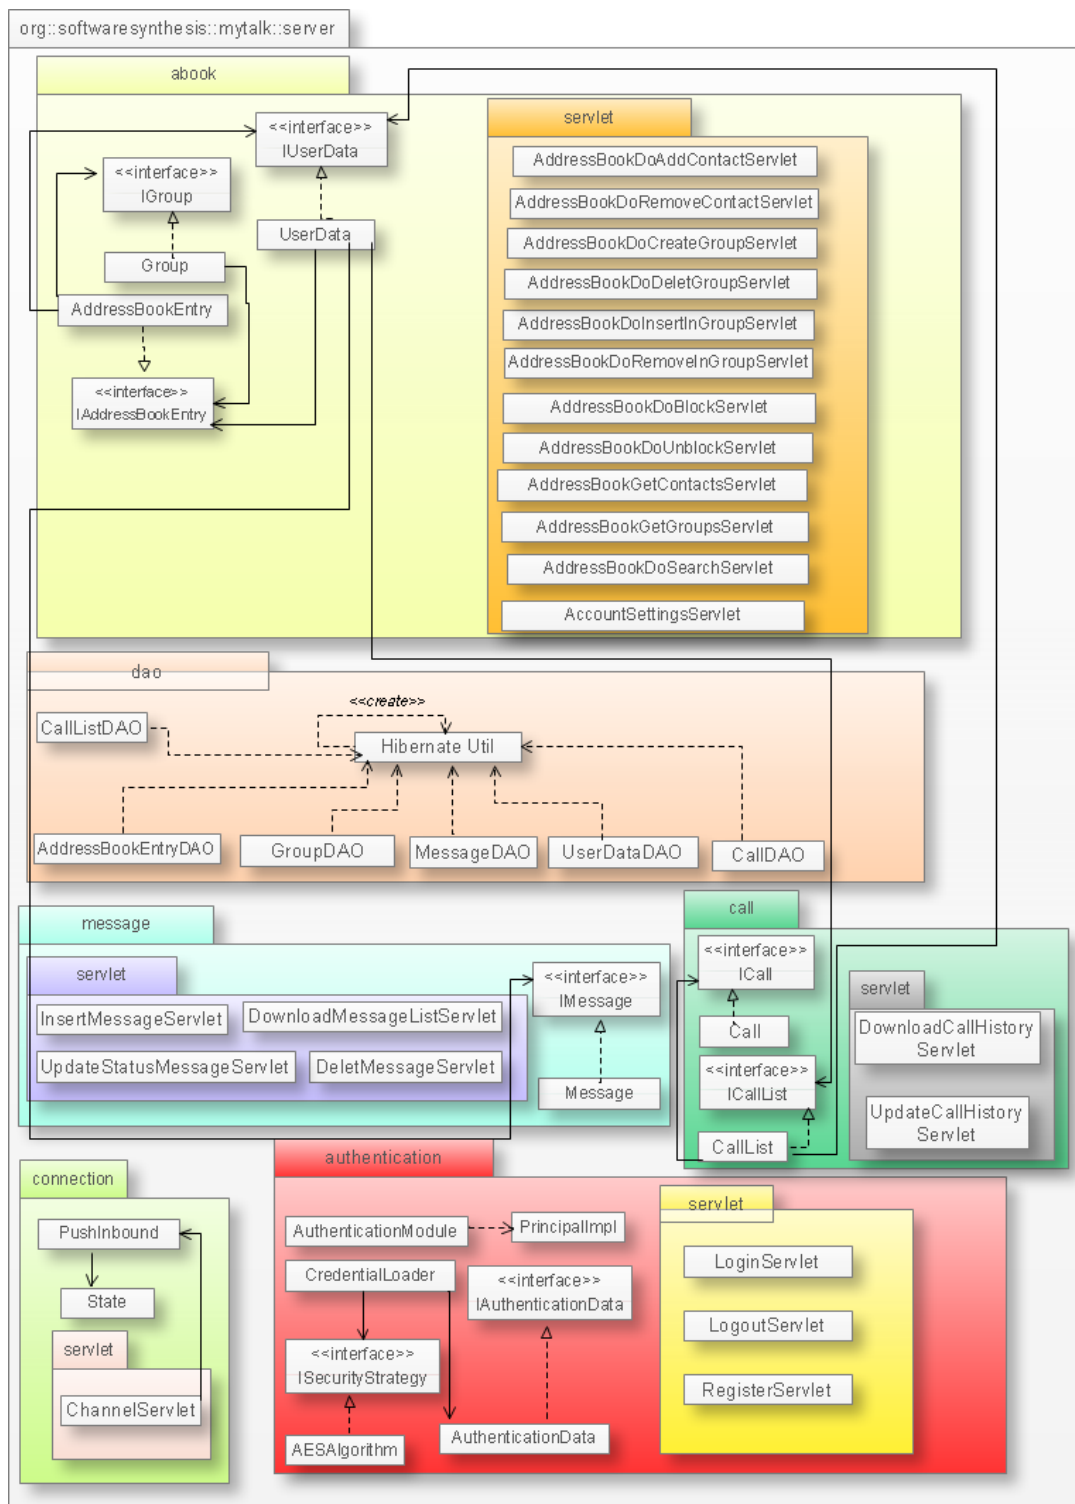 org::softwaresynthesis::mytalk::server
abook
<<interface>>
IUserData
<<interface>>
IGroup
UserData
Group
AddressBookEntry
<<interface>>
IAddressBookEntry
servlet
AddressBookDoAddContactServlet
AddressBookDoRemoveContactServlet
AddressBookDoCreateGroupServlet
AddressBookDoDeletGroupServlet
AddressBookDoInsertInGroupServlet
AddressBookDoRemoveInGroupServlet
AddressBookDoBlockServlet
AddressBookDoUnblockServlet
AddressBookGetContactsServlet
AddressBookGetGroupsServlet
AddressBookDoSearchServlet
AccountSettingsServlet
dao
<<create>>
CallListDAO
Hibernate Util
AddressBookEntryDAO
GroupDAO
MessageDAO
UserDataDAO
CallDAO
message
servlet
InsertMessageServlet
DownloadMessageListServlet
UpdateStatusMessageServlet
DeletMessageServlet
<<interface>>
IMessage
Message
call
<<interface>>
ICall
Call
<<interface>>
ICallList
CallList
servlet
DownloadCallHistory
Servlet
UpdateCallHistory
Servlet
connection
PushInbound
State
servlet
ChannelServlet
authentication
AuthenticationModule
PrincipalImpl
CredentialLoader
<<interface>>
IAuthenticationData
<<interface>>
ISecurityStrategy
AESAlgorithm
AuthenticationData
servlet
LoginServlet
LogoutServlet
RegisterServlet